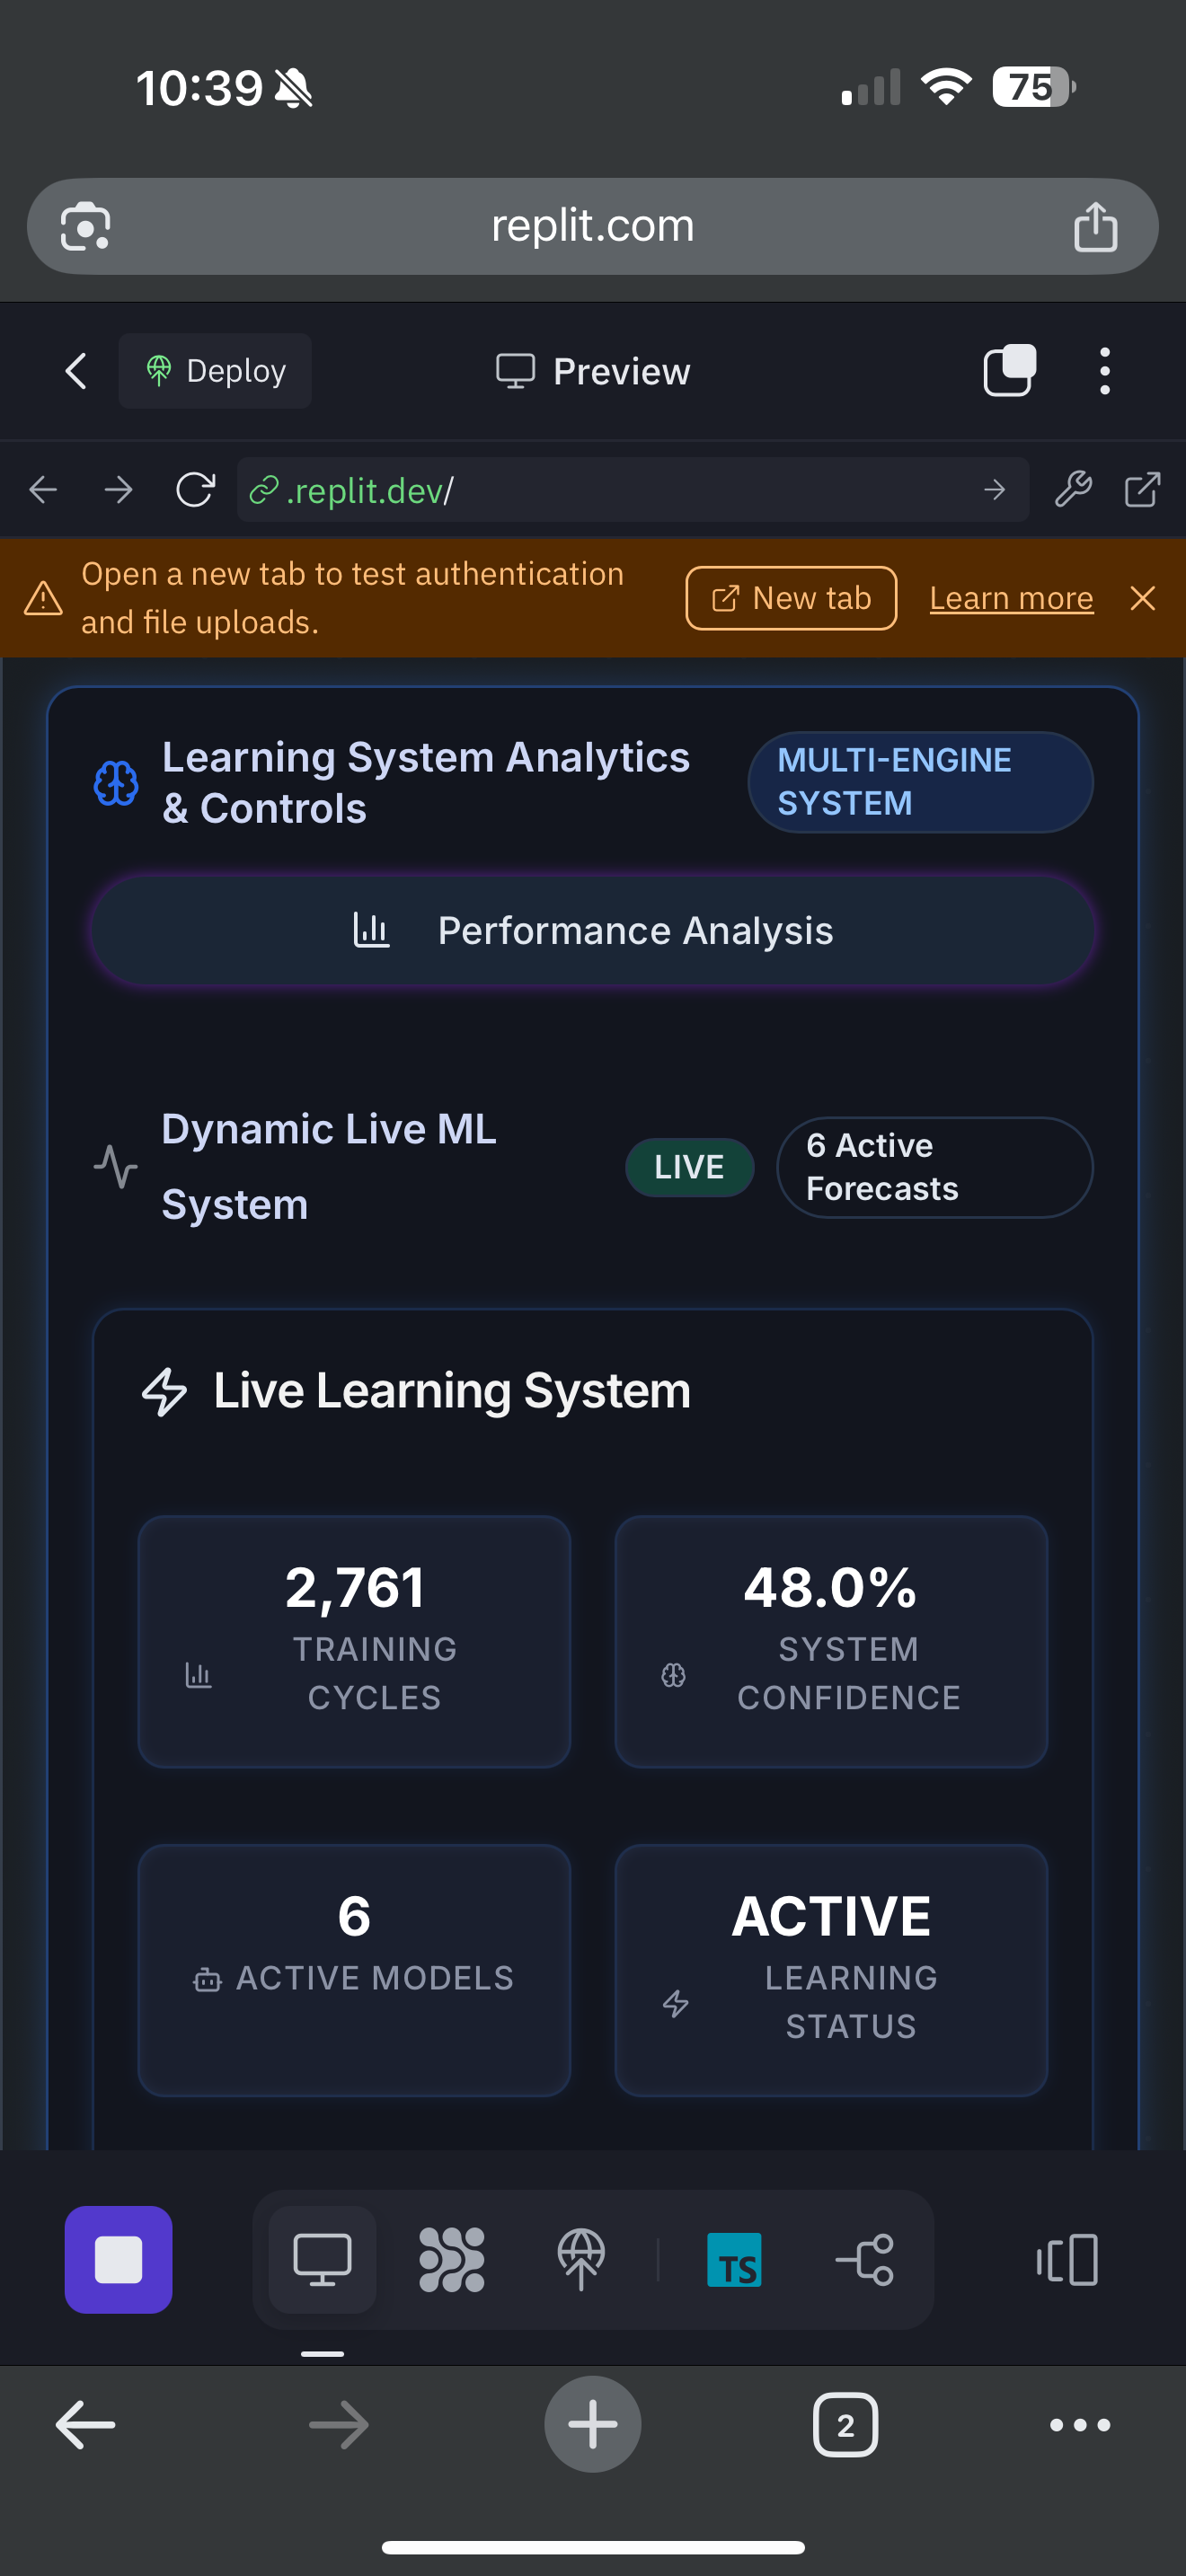 10:39
75
replit.com
Deploy
Preview
.replit.dev/
Open a new tab to test authentication
and file uploads.
New tab
Learn more
Learning System Analytics
& Controls
MULTI-ENGINE
SYSTEM
Performance Analysis
Dynamic Live ML
System
LIVE
6 Active
Forecasts
Live Learning System
2,761
TRAINING
CYCLES
48.0%
SYSTEM
CONFIDENCE
6
ACTIVE MODELS
ACTIVE
LEARNING
STATUS
TS
2